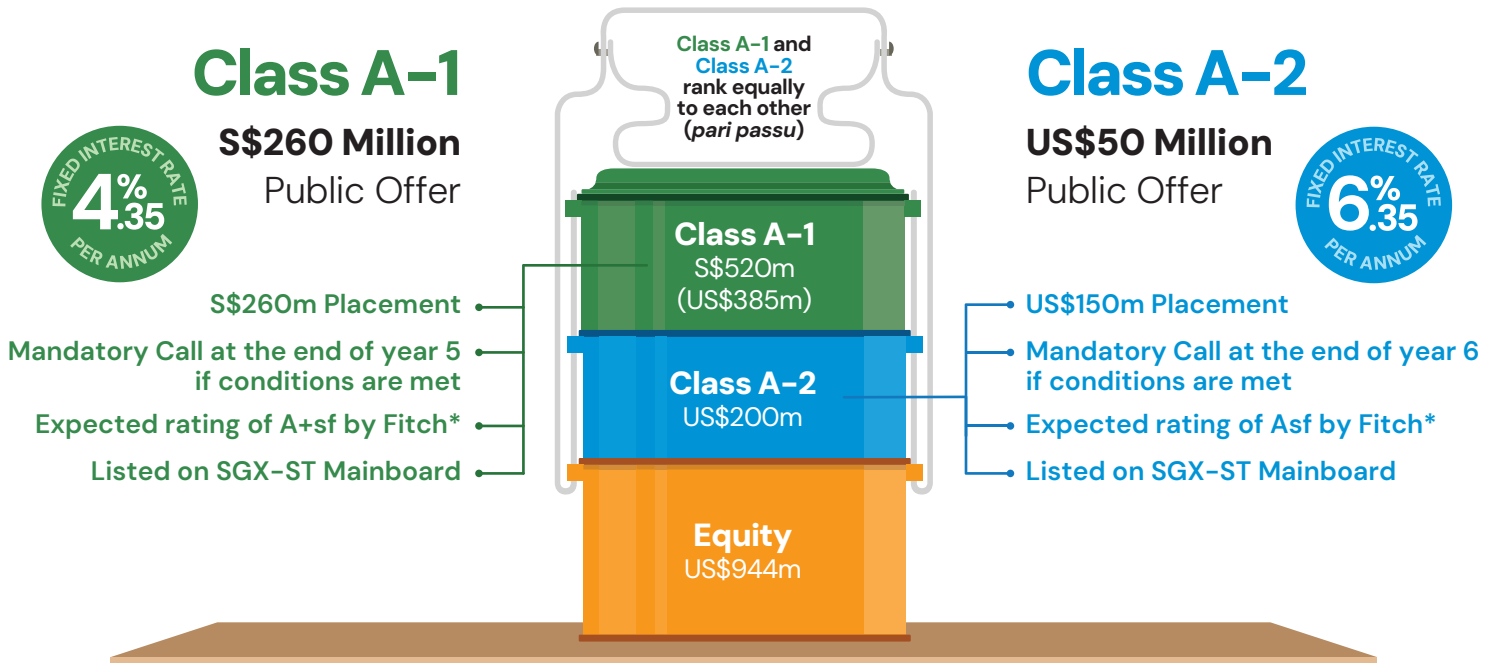 Class A-1
S$260 Million
Public Offer
FIXED INTEREST RATE
4.35%
PER ANNUM
S$260m Placement
Mandatory Call at the end of year 5
if conditions are met
Expected rating of A+sf by Fitch*
Listed on SGX-ST Mainboard
Class A-1 and
Class A-2
rank equally
to each other
(pari passu)
Class A-1
S$520m
(US$385m)
Class A-2
US$200m
Equity
US$944m
Class A-2
US$50 Million
Public Offer
FIXED INTEREST RATE
6.35%
PER ANNUM
US$150m Placement
Mandatory Call at the end of year 6
if conditions are met
Expected rating of Asf by Fitch*
Listed on SGX-ST Mainboard